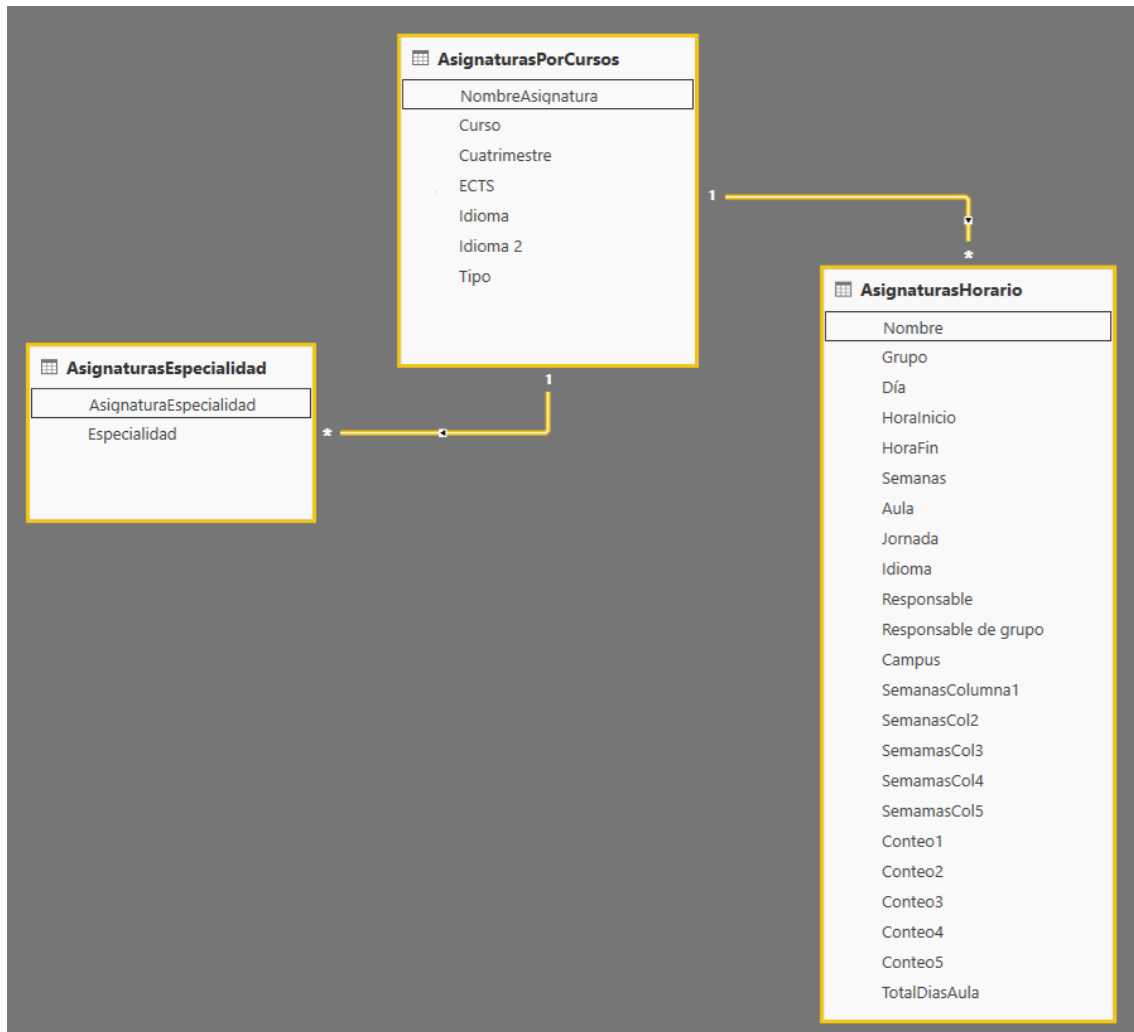 AsignaturasPorCursos
NombreAsignatura
Curso
Cuatrimestre
ECTS
Idioma
Idioma 2
Tipo
1
*
1
*
AsignaturasEspecialidad
AsignaturaEspecialidad
Especialidad
AsignaturasHorario
Nombre
Grupo
Día
HoraInicio
HoraFin
Semanas
Aula
Jornada
Idioma
Responsable
Responsable de grupo
Campus
SemanasColumna1
SemanasCol2
SemamasCol3
SemamasCol4
SemamasCol5
Conteo1
Conteo2
Conteo3
Conteo4
Conteo5
TotalDiasAula